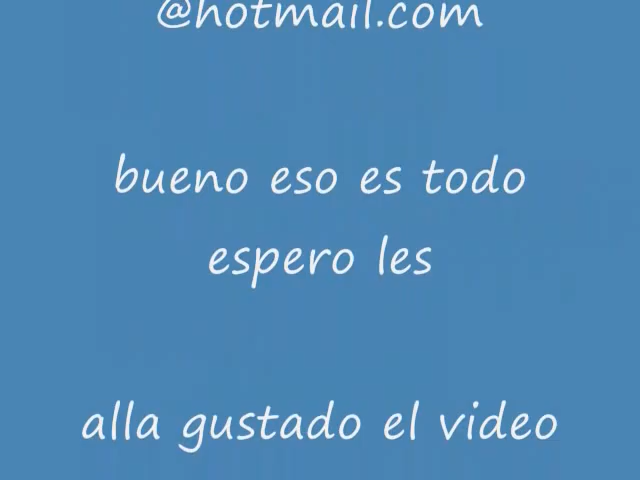 @hotmail.com
bueno eso es todo
espero les
alla gustado el video